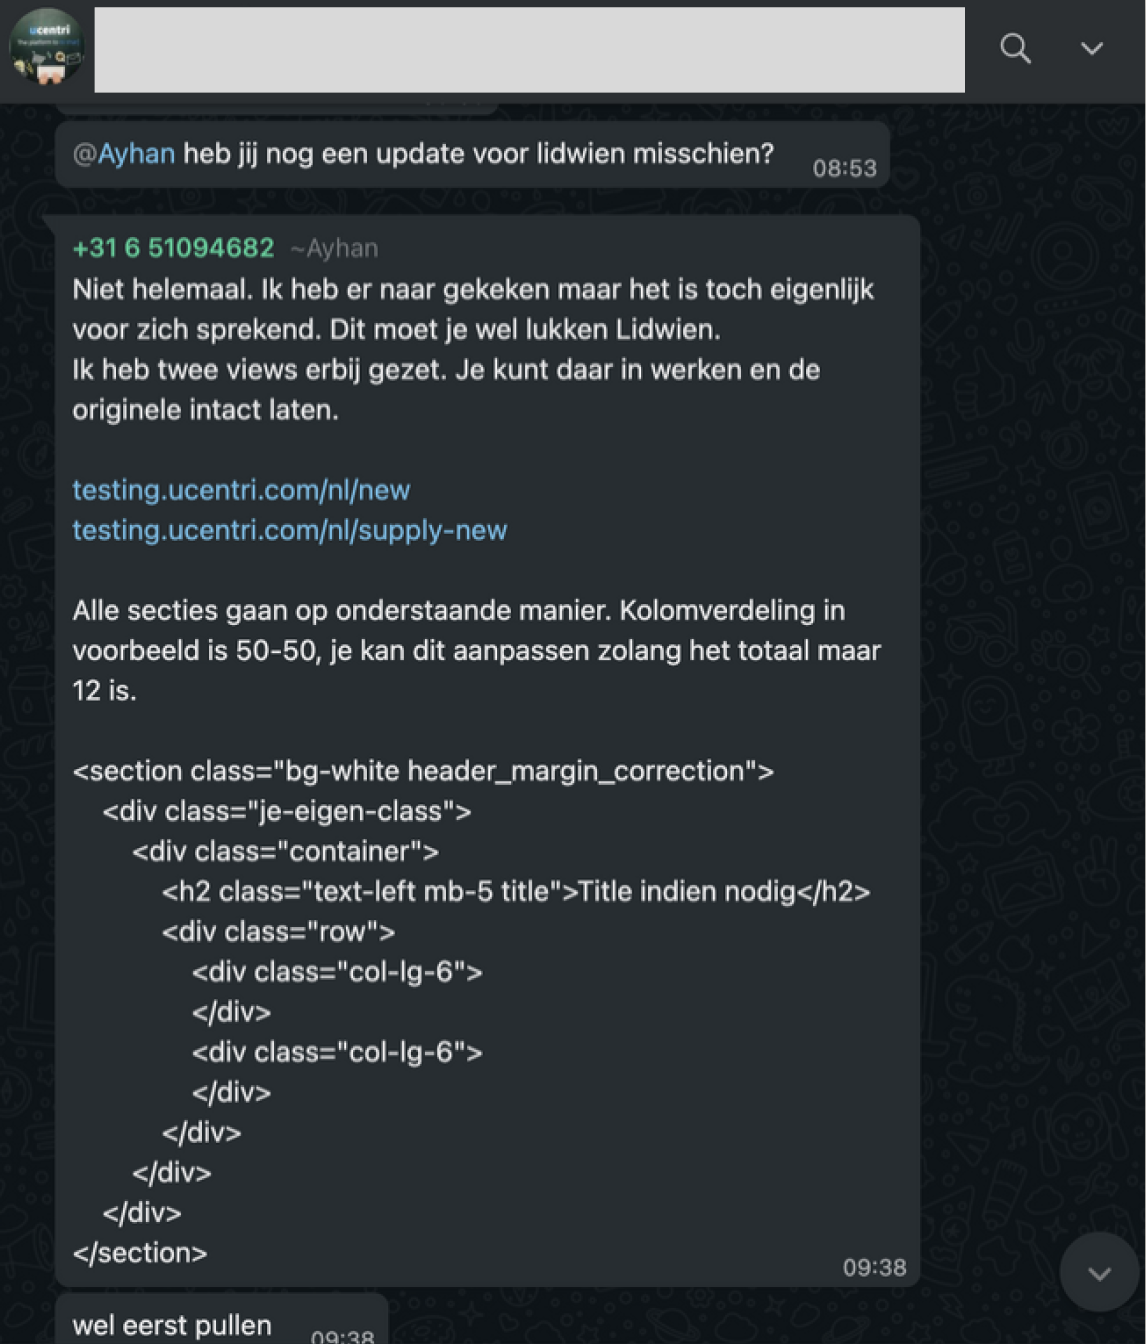 ucentri
@Ayhan heb jij nog een update voor lidwien misschien?
08:53
+31 6 51094682 ~Ayhan
Niet helemaal. Ik heb er naar gekeken maar het is toch eigenlijk
voor zich sprekend. Dit moet je wel lukken Lidwien.
Ik heb twee views erbij gezet. Je kunt daar in werken en de
originele intact laten.
testing.ucentri.com/nl/new
testing.ucentri.com/nl/supply-new
Alle secties gaan op onderstaande manier. Kolomverdeling in
voorbeeld is 50-50, je kan dit aanpassen zolang het totaal maar
12 is.
<section class="bg-white header_margin_correction">
<div class="je-eigen-class">
<div class="container">
<h2 class="text-left mb-5 title">Title indien nodig</h2>
<div class="row">
<div class="col-lg-6">
</div>
<div class="col-lg-6">
</div>
</div>
</div>
</div>
</section>
09:38
wel eerst pullen
09:38